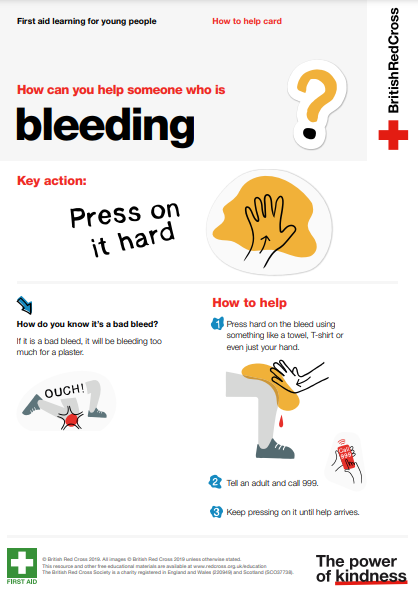 First aid learning for young people
How to help card
BritishRedCross
How can you help someone who is
bleeding
Key action:
Press on
it hard
How do you know it's a bad bleed?
If it is a bad bleed, it will be bleeding too
much for a plaster.
OUCH!
How to help
1 Press hard on the bleed using
something like a towel, T-shirt or
even just your hand.
Call
999
2 Tell an adult and call 999.
3 Keep pressing on it until help arrives.
FIRST AID
© British Red Cross 2019. All images © British Red Cross 2019 unless otherwise stated.
This resource and other free educational materials are available at www.redcross.org.uk/education
The British Red Cross Society is a charity registered in England and Wales (220949) and Scotland (SC037738).
The power
of kindness